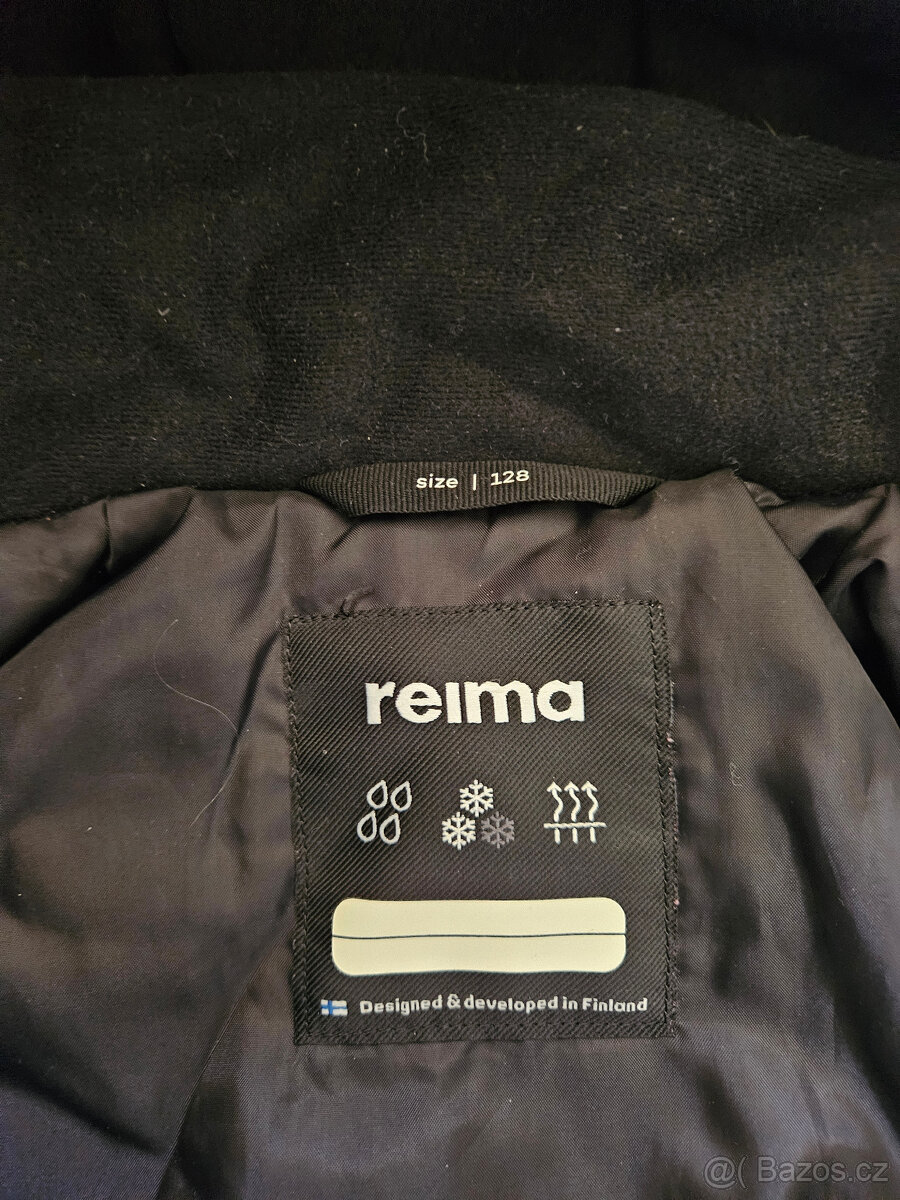 size | 128
reima
Designed & developed in Finland
@( Bazos.cz